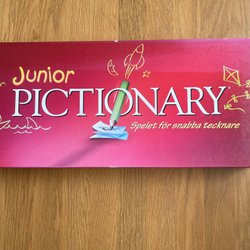 Junior
PICTIONARY
Spelet för snabba tecknare